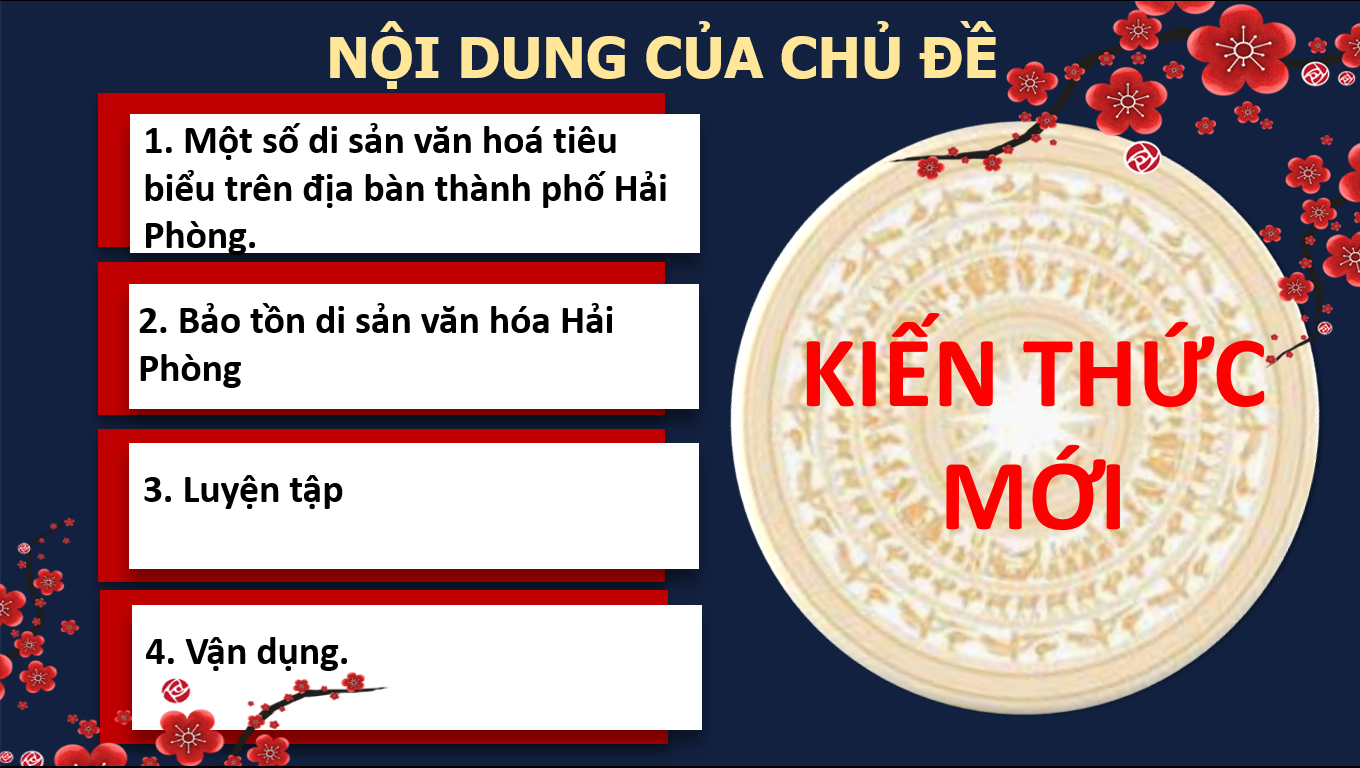 NỘI DUNG CỦA CHỦ ĐỀ
1. Một số di sản văn hoá tiêu
biểu trên địa bàn thành phố Hải
Phòng.
2. Bảo tồn di sản văn hóa Hải
Phòng
3. Luyện tập
4. Vận dụng.
KIẾN THỨC
MỚI